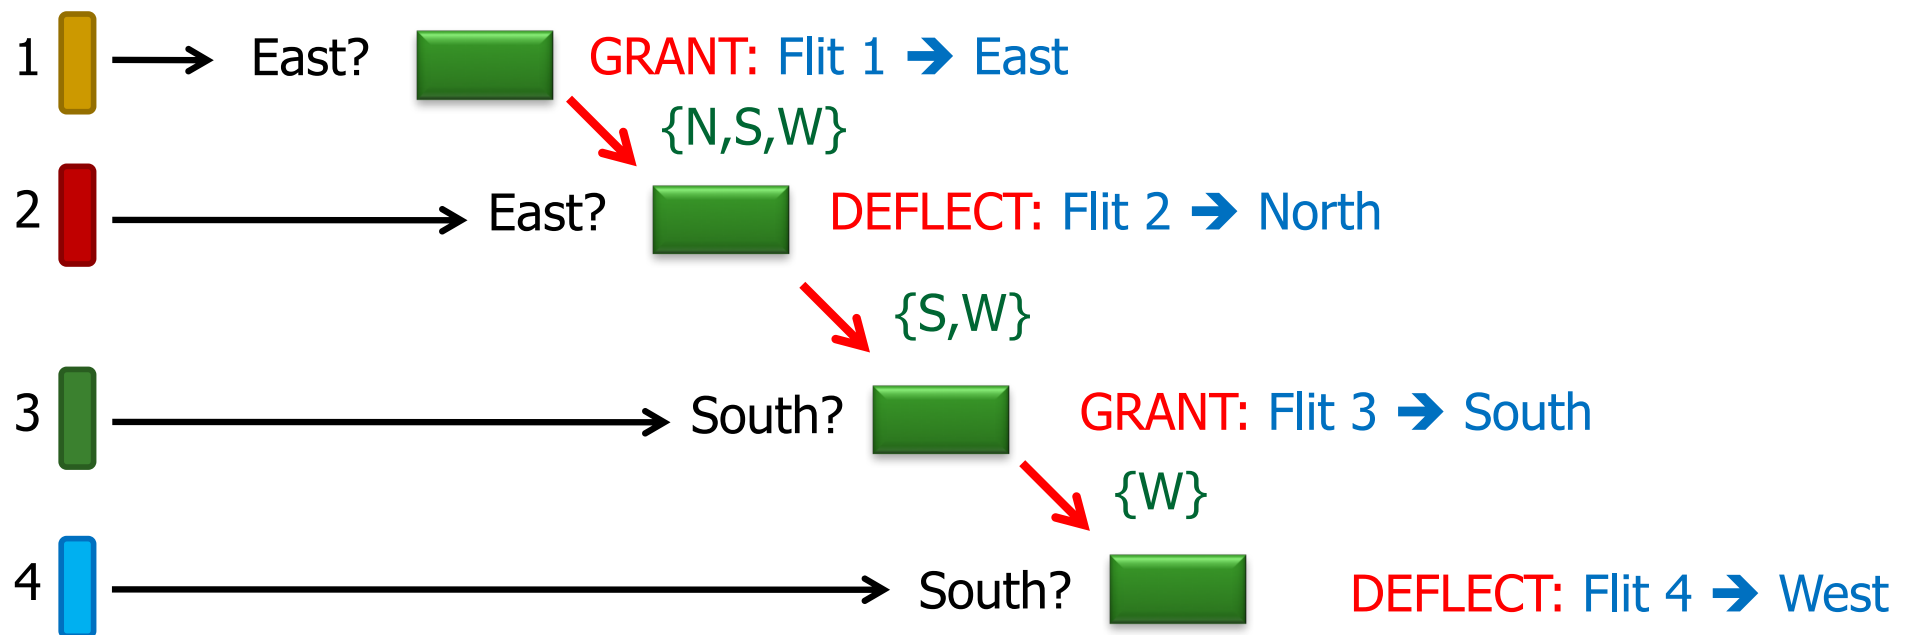 1 East? GRANT: Flit 1 ➔ East
{N,S,W}
2 East? DEFLECT: Flit 2 ➔ North
{S,W}
3 South? GRANT: Flit 3 ➔ South
{W}
4 South? DEFLECT: Flit 4 ➔ West